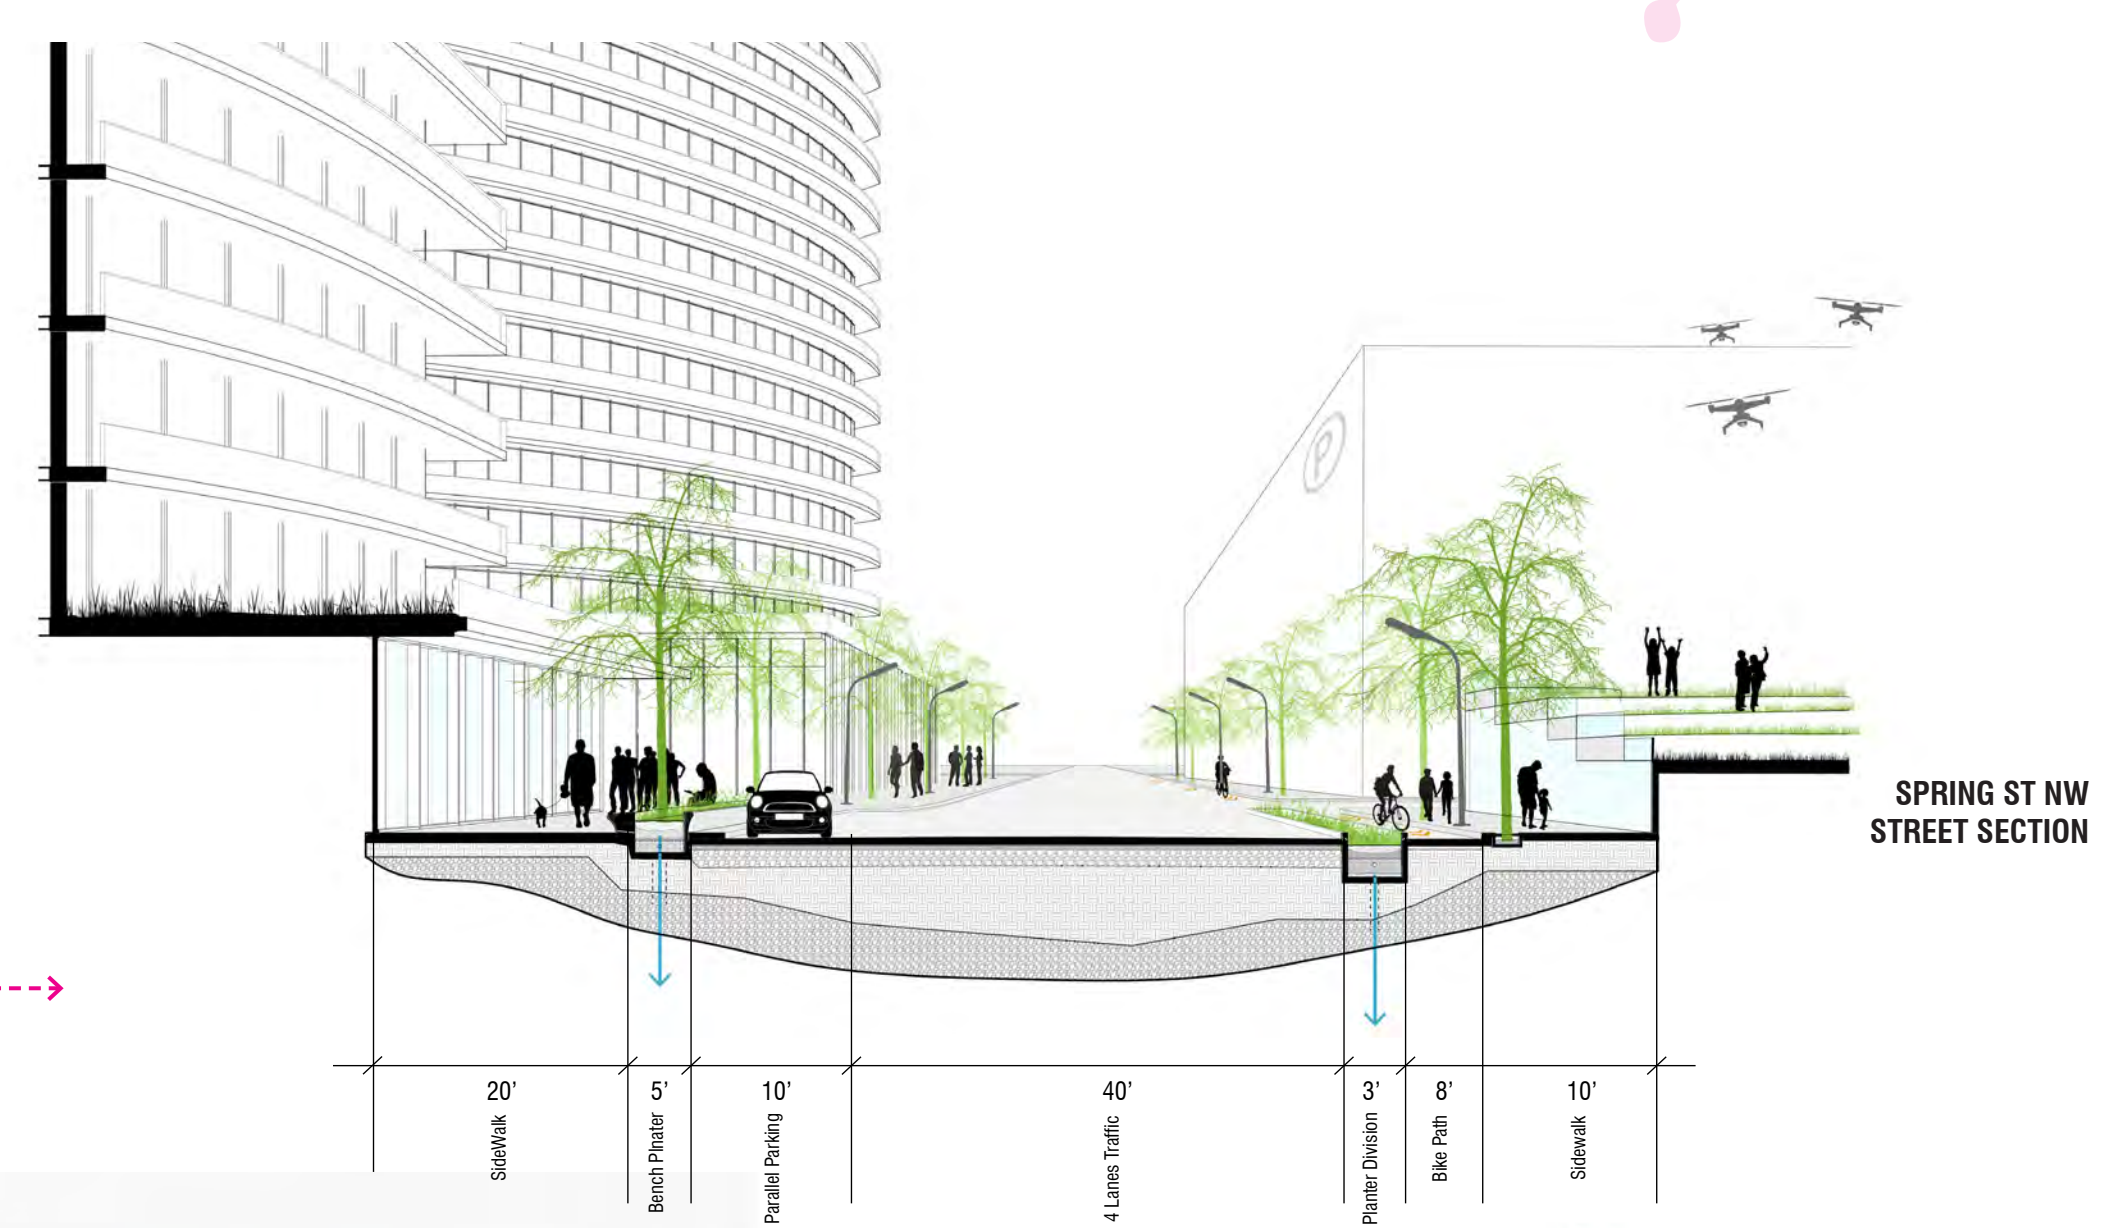 P
SPRING ST NW
STREET SECTION
20’
5’
10’
40’
3’
8’
10’
SideWalk
Bench Plnater
Parallel Parking
4 Lanes Traffic
Planter Division
Bike Path
Sidewalk